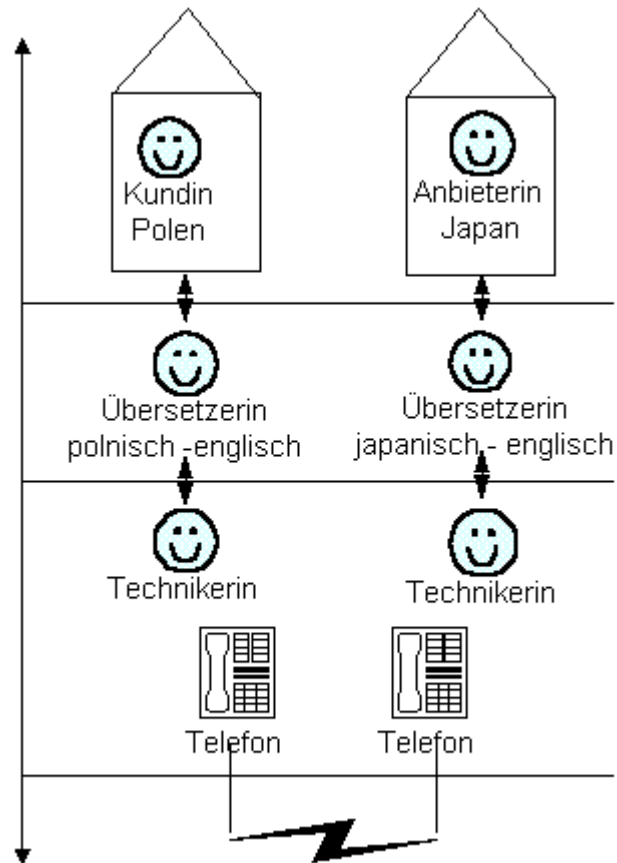 Kundin
Polen
Anbieterin
Japan
Übersetzerin
polnisch -englisch
Übersetzerin
japanisch - englisch
Technikerin
Technikerin
Telefon
Telefon